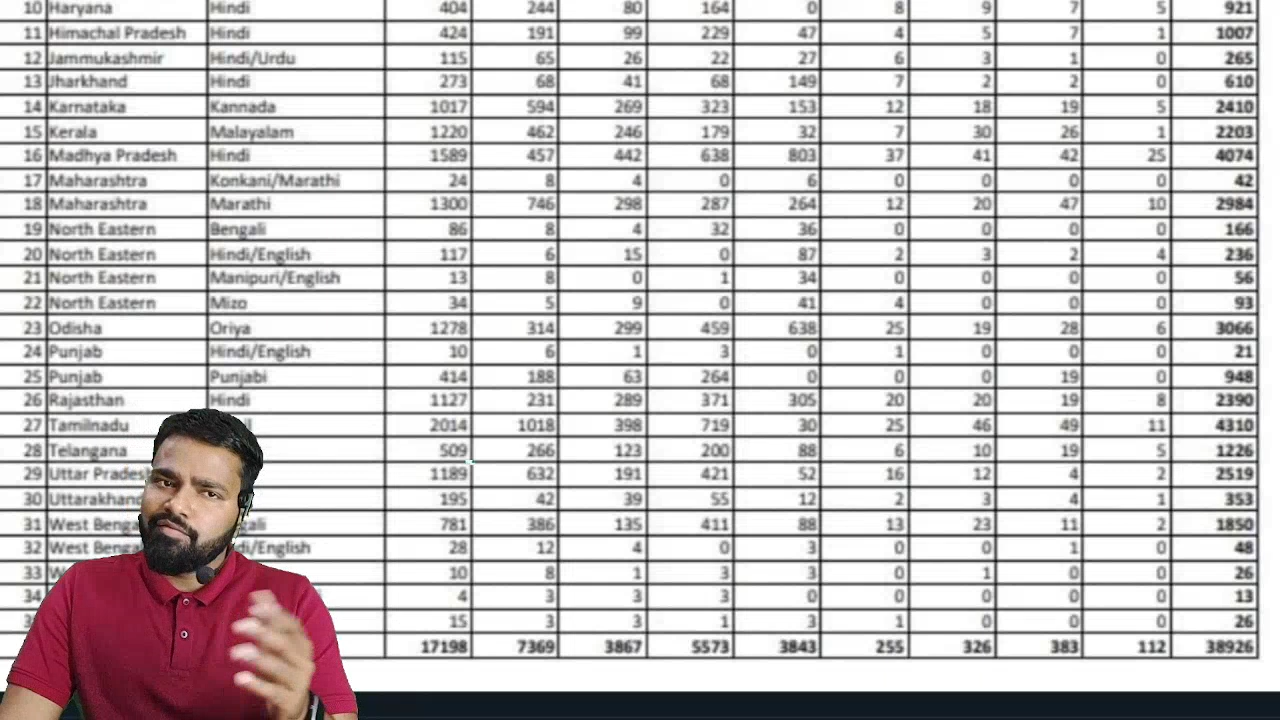 10 Haryana Hindi 404 244 80 164 0 8 9 7 5 921
11 Himachal Pradesh Hindi 424 191 99 229 47 4 5 7 1 1007
12 Jammukashmir Hindi/Urdu 115 65 26 22 27 6 3 1 0 265
13 Jharkhand Hindi 273 68 41 68 149 7 2 2 0 610
14 Karnataka Kannada 1017 594 269 323 153 12 18 19 5 2410
15 Kerala Malayalam 1220 462 246 179 32 7 30 26 1 2203
16 Madhya Pradesh Hindi 1589 457 442 638 803 37 41 42 25 4074
17 Maharashtra Konkani/Marathi 24 8 4 0 6 0 0 0 0 42
18 Maharashtra Marathi 1300 746 298 287 264 12 20 47 10 2984
19 North Eastern Bengali 86 8 4 32 36 0 0 0 0 166
20 North Eastern Hindi/English 117 6 15 0 87 2 3 2 4 236
21 North Eastern Manipuri/English 13 8 0 1 34 0 0 0 0 56
22 North Eastern Mizo 34 5 9 0 41 4 0 0 0 93
23 Odisha Oriya 1278 314 299 459 638 25 19 28 6 3066
24 Punjab Hindi/English 10 6 1 3 0 1 0 0 0 21
25 Punjab Punjabi 414 188 63 264 0 0 0 19 0 948
26 Rajasthan Hindi 1127 231 289 371 305 20 20 19 8 2390
27 Tamilnadu 2014 1018 398 719 30 25 46 49 11 4310
28 Telangana 509 266 123 200 88 6 10 19 5 1226
29 Uttar 1189 632 191 421 52 16 12 4 2 2519
30 195 42 39 55 12 2 3 4 1 353
31 West 781 386 135 411 88 13 23 11 2 1850
32 West /English 28 12 4 0 3 0 0 1 0 48
33 10 8 1 3 3 0 1 0 0 26
34 4 3 3 3 0 0 0 0 0 13
15 3 3 1 3 1 0 0 0 26
17198 7369 3867 5573 3843 255 326 383 112 38926